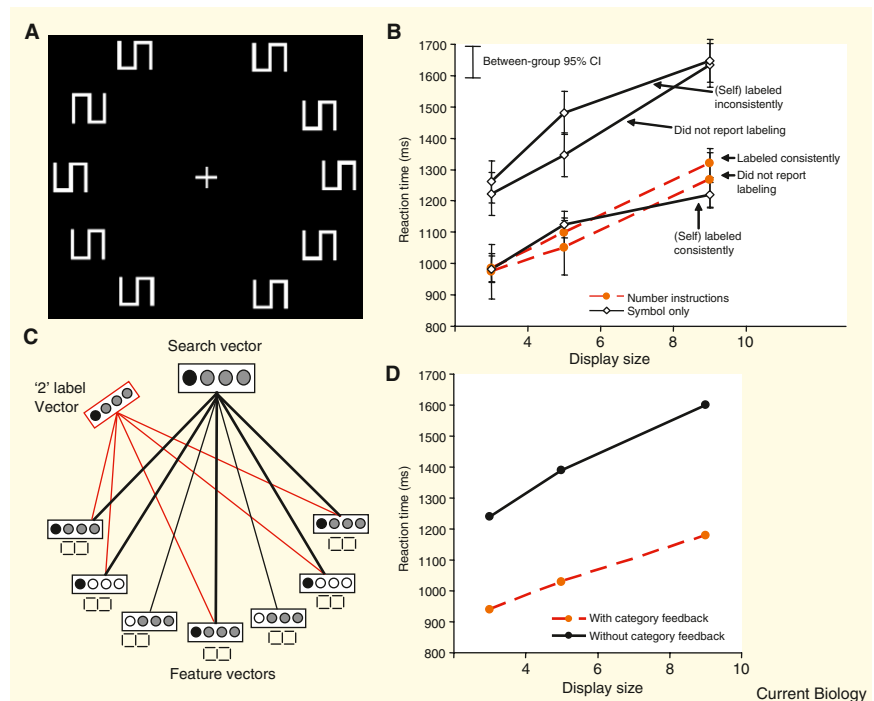 A
B
1700
1600
1500
1400
1300
1200
1100
1000
900
800
Reaction time (ms)
Between-group 95% CI
(Self) labeled
inconsistently
Did not report labeling
Labeled consistently
Did not report
labeling
(Self) labeled
consistently
Number instructions
Symbol only
4
6
8
10
Display size
C
Search vector
'2' label
Vector
Feature vectors
D
1700
1600
1500
1400
1300
1200
1100
1000
900
800
Reaction time (ms)
With category feedback
Without category feedback
2
4
6
8
10
Display size
Current Biology